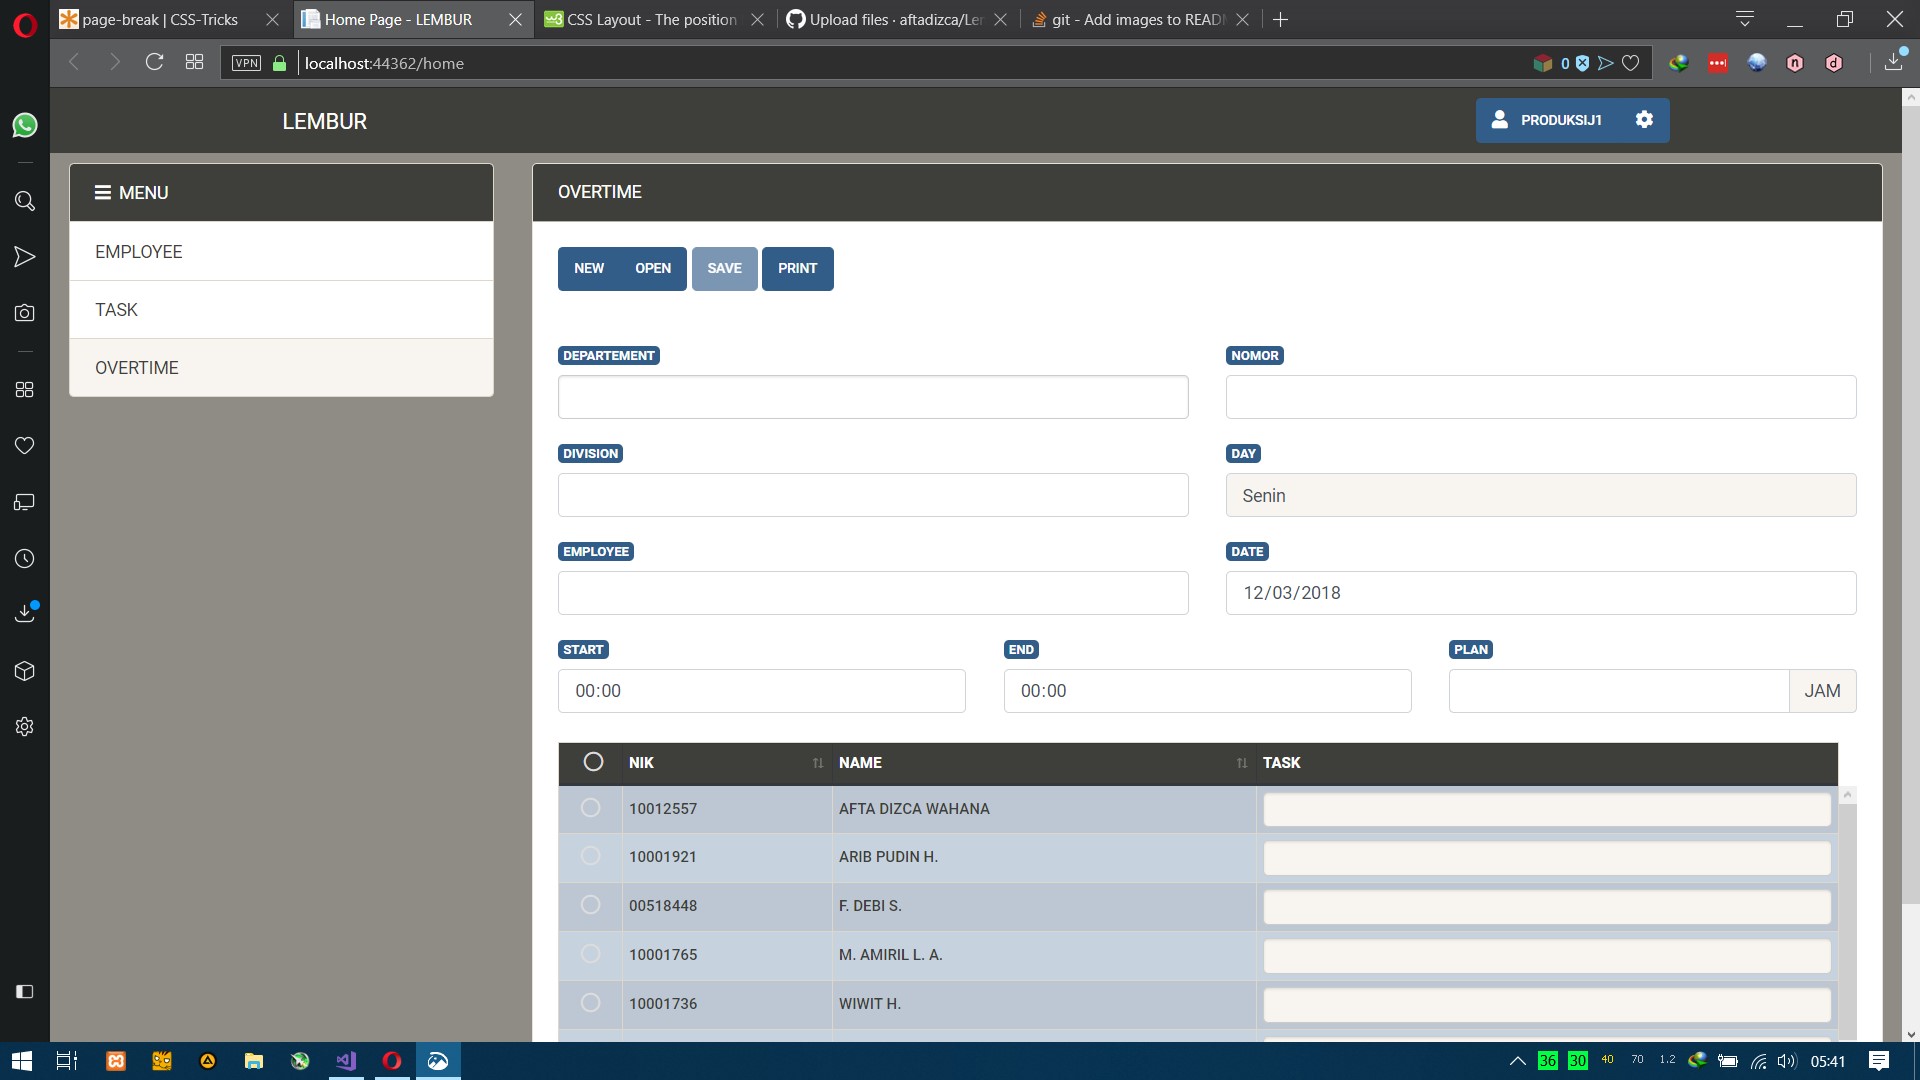 page-break | CSS-Tricks
Home Page - LEMBUR
CSS Layout - The position
Upload files · aftadizca/Le
git - Add images to READ
VPN
localhost:44362/home
0
LEMBUR
PRODUKSIJ1
MENU
EMPLOYEE
TASK
OVERTIME
OVERTIME
NEW OPEN SAVE PRINT
DEPARTEMENT
NOMOR
DIVISION
DAY
Senin
EMPLOYEE
DATE
12/03/2018
START
END
PLAN
00:00
00:00
JAM
NIK NAME TASK
10012557 AFTA DIZCA WAHANA
10001921 ARIB PUDIN H.
00518448 F. DEBI S.
10001765 M. AMIRIL L. A.
10001736 WIWIT H.
36 30 40 70 1.2 05:41